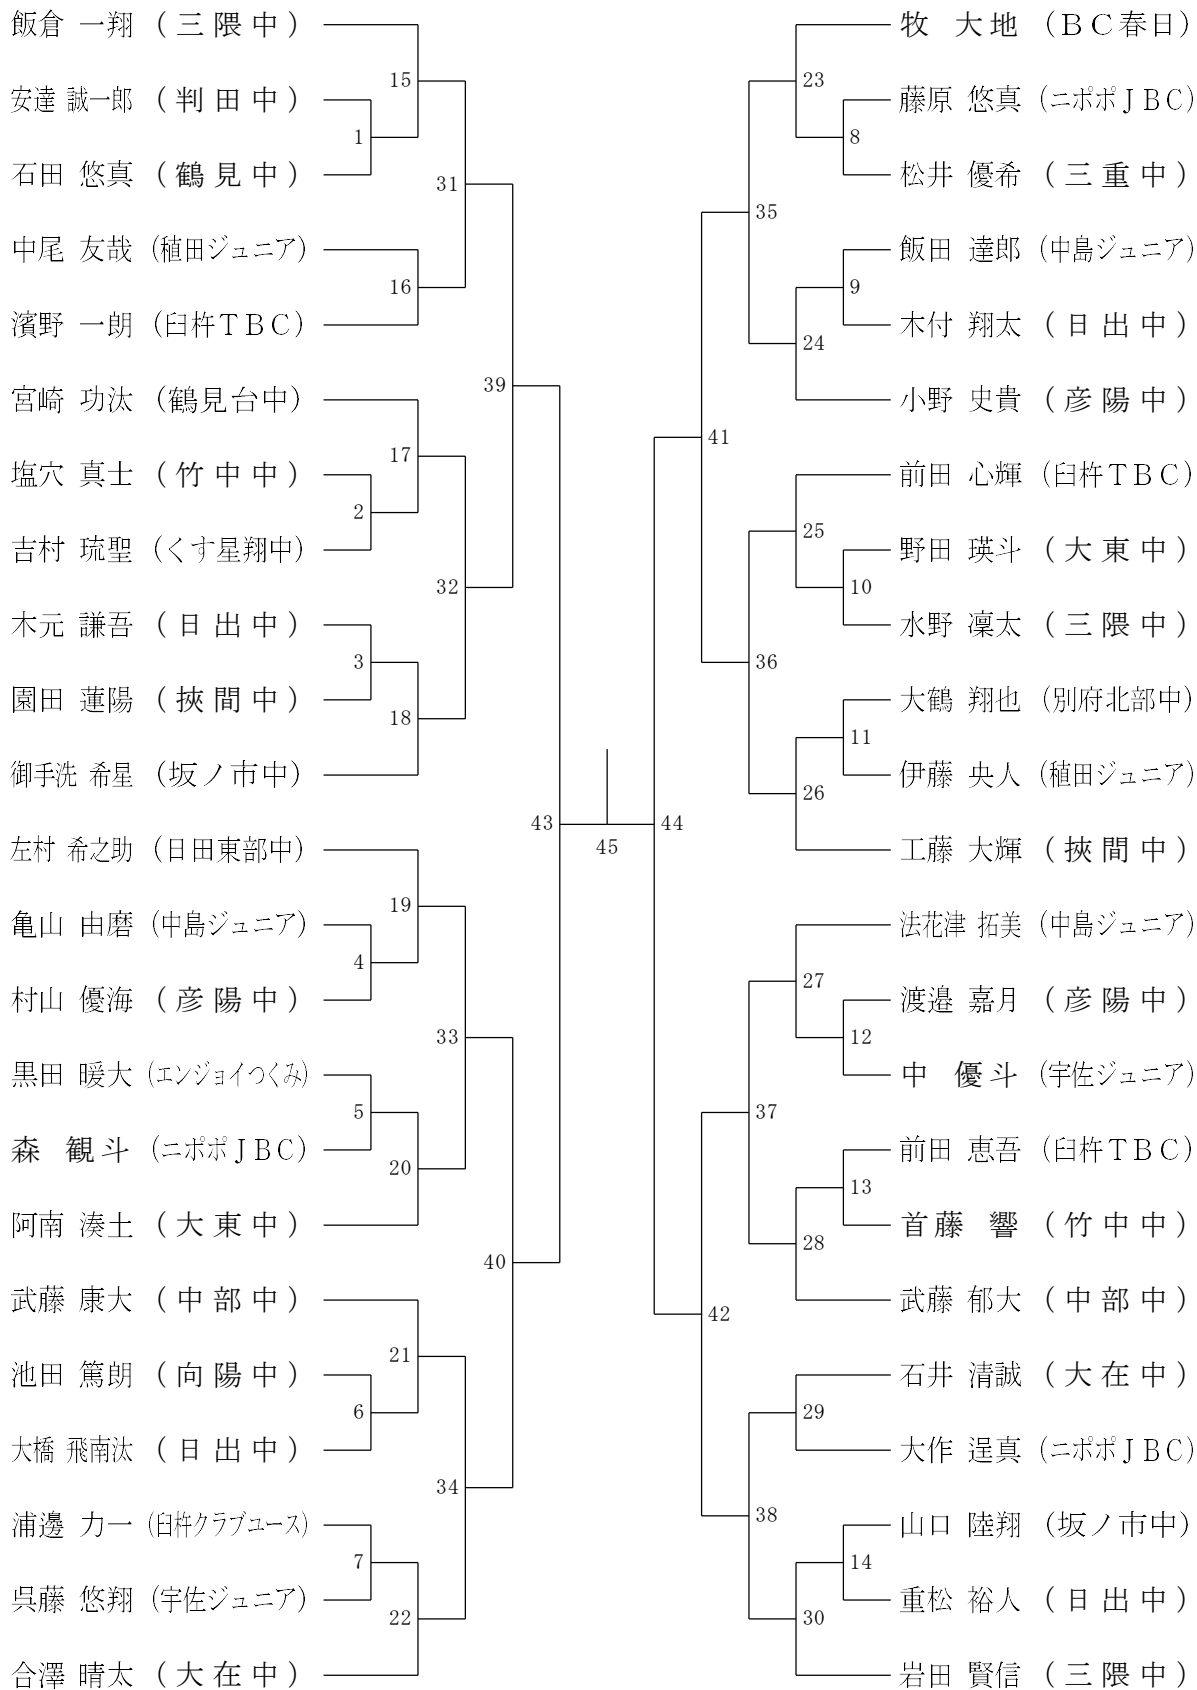 飯倉 一翔 (三隈中)
安達 誠一郎 (判田中)
石田 悠真 (鶴見中)
中尾 友哉 (稙田ジュニア)
濱野 一朗 (臼杵TBC)
宮崎 功汰 (鶴見台中)
塩穴 真士 (竹中中)
吉村 琉聖 (くす星翔中)
木元 謙吾 (日出中)
園田 蓮陽 (挾間中)
御手洗 希星 (坂ノ市中)
左村 希之助 (日田東部中)
亀山 由磨 (中島ジュニア)
村山 優海 (彦陽中)
黒田 暖大 (エンジョイつくみ)
森 観斗 (ニポポJBC)
阿南 湊士 (大東中)
武藤 康大 (中部中)
池田 篤朗 (向陽中)
大橋 飛南汰 (日出中)
浦邊 力一 (臼杵クラブユース)
呉藤 悠翔 (宇佐ジュニア)
合澤 晴太 (大在中)
1
2
3
4
5
6
7
15
16
17
18
19
20
21
22
31
32
33
34
39
40
43
45
44
41
42
35
36
37
38
23
24
25
26
27
28
29
30
8
9
10
11
12
13
14
牧 大地 (BC春日)
藤原 悠真 (ニポポJBC)
松井 優希 (三重中)
飯田 達郎 (中島ジュニア)
木付 翔太 (日出中)
小野 史貴 (彦陽中)
前田 心輝 (臼杵TBC)
野田 瑛斗 (大東中)
水野 凜太 (三隈中)
大鶴 翔也 (別府北部中)
伊藤 央人 (稙田ジュニア)
工藤 大輝 (挾間中)
法花津 拓美 (中島ジュニア)
渡邉 嘉月 (彦陽中)
中 優斗 (宇佐ジュニア)
前田 恵吾 (臼杵TBC)
首藤 響 (竹中中)
武藤 郁大 (中部中)
石井 清誠 (大在中)
大作 逞真 (ニポポJBC)
山口 陸翔 (坂ノ市中)
重松 裕人 (日出中)
岩田 賢信 (三隈中)